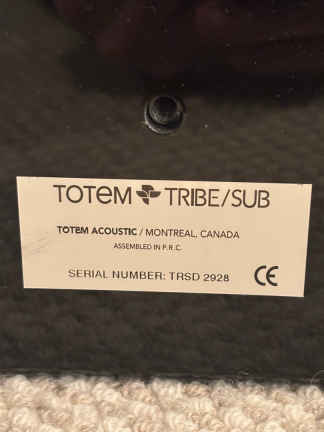 TOTEM TRIBE/SUB
TOTEM ACOUSTIC / MONTREAL, CANADA
ASSEMBLED IN P.R.C.
SERIAL NUMBER: TRSD 2928 CE